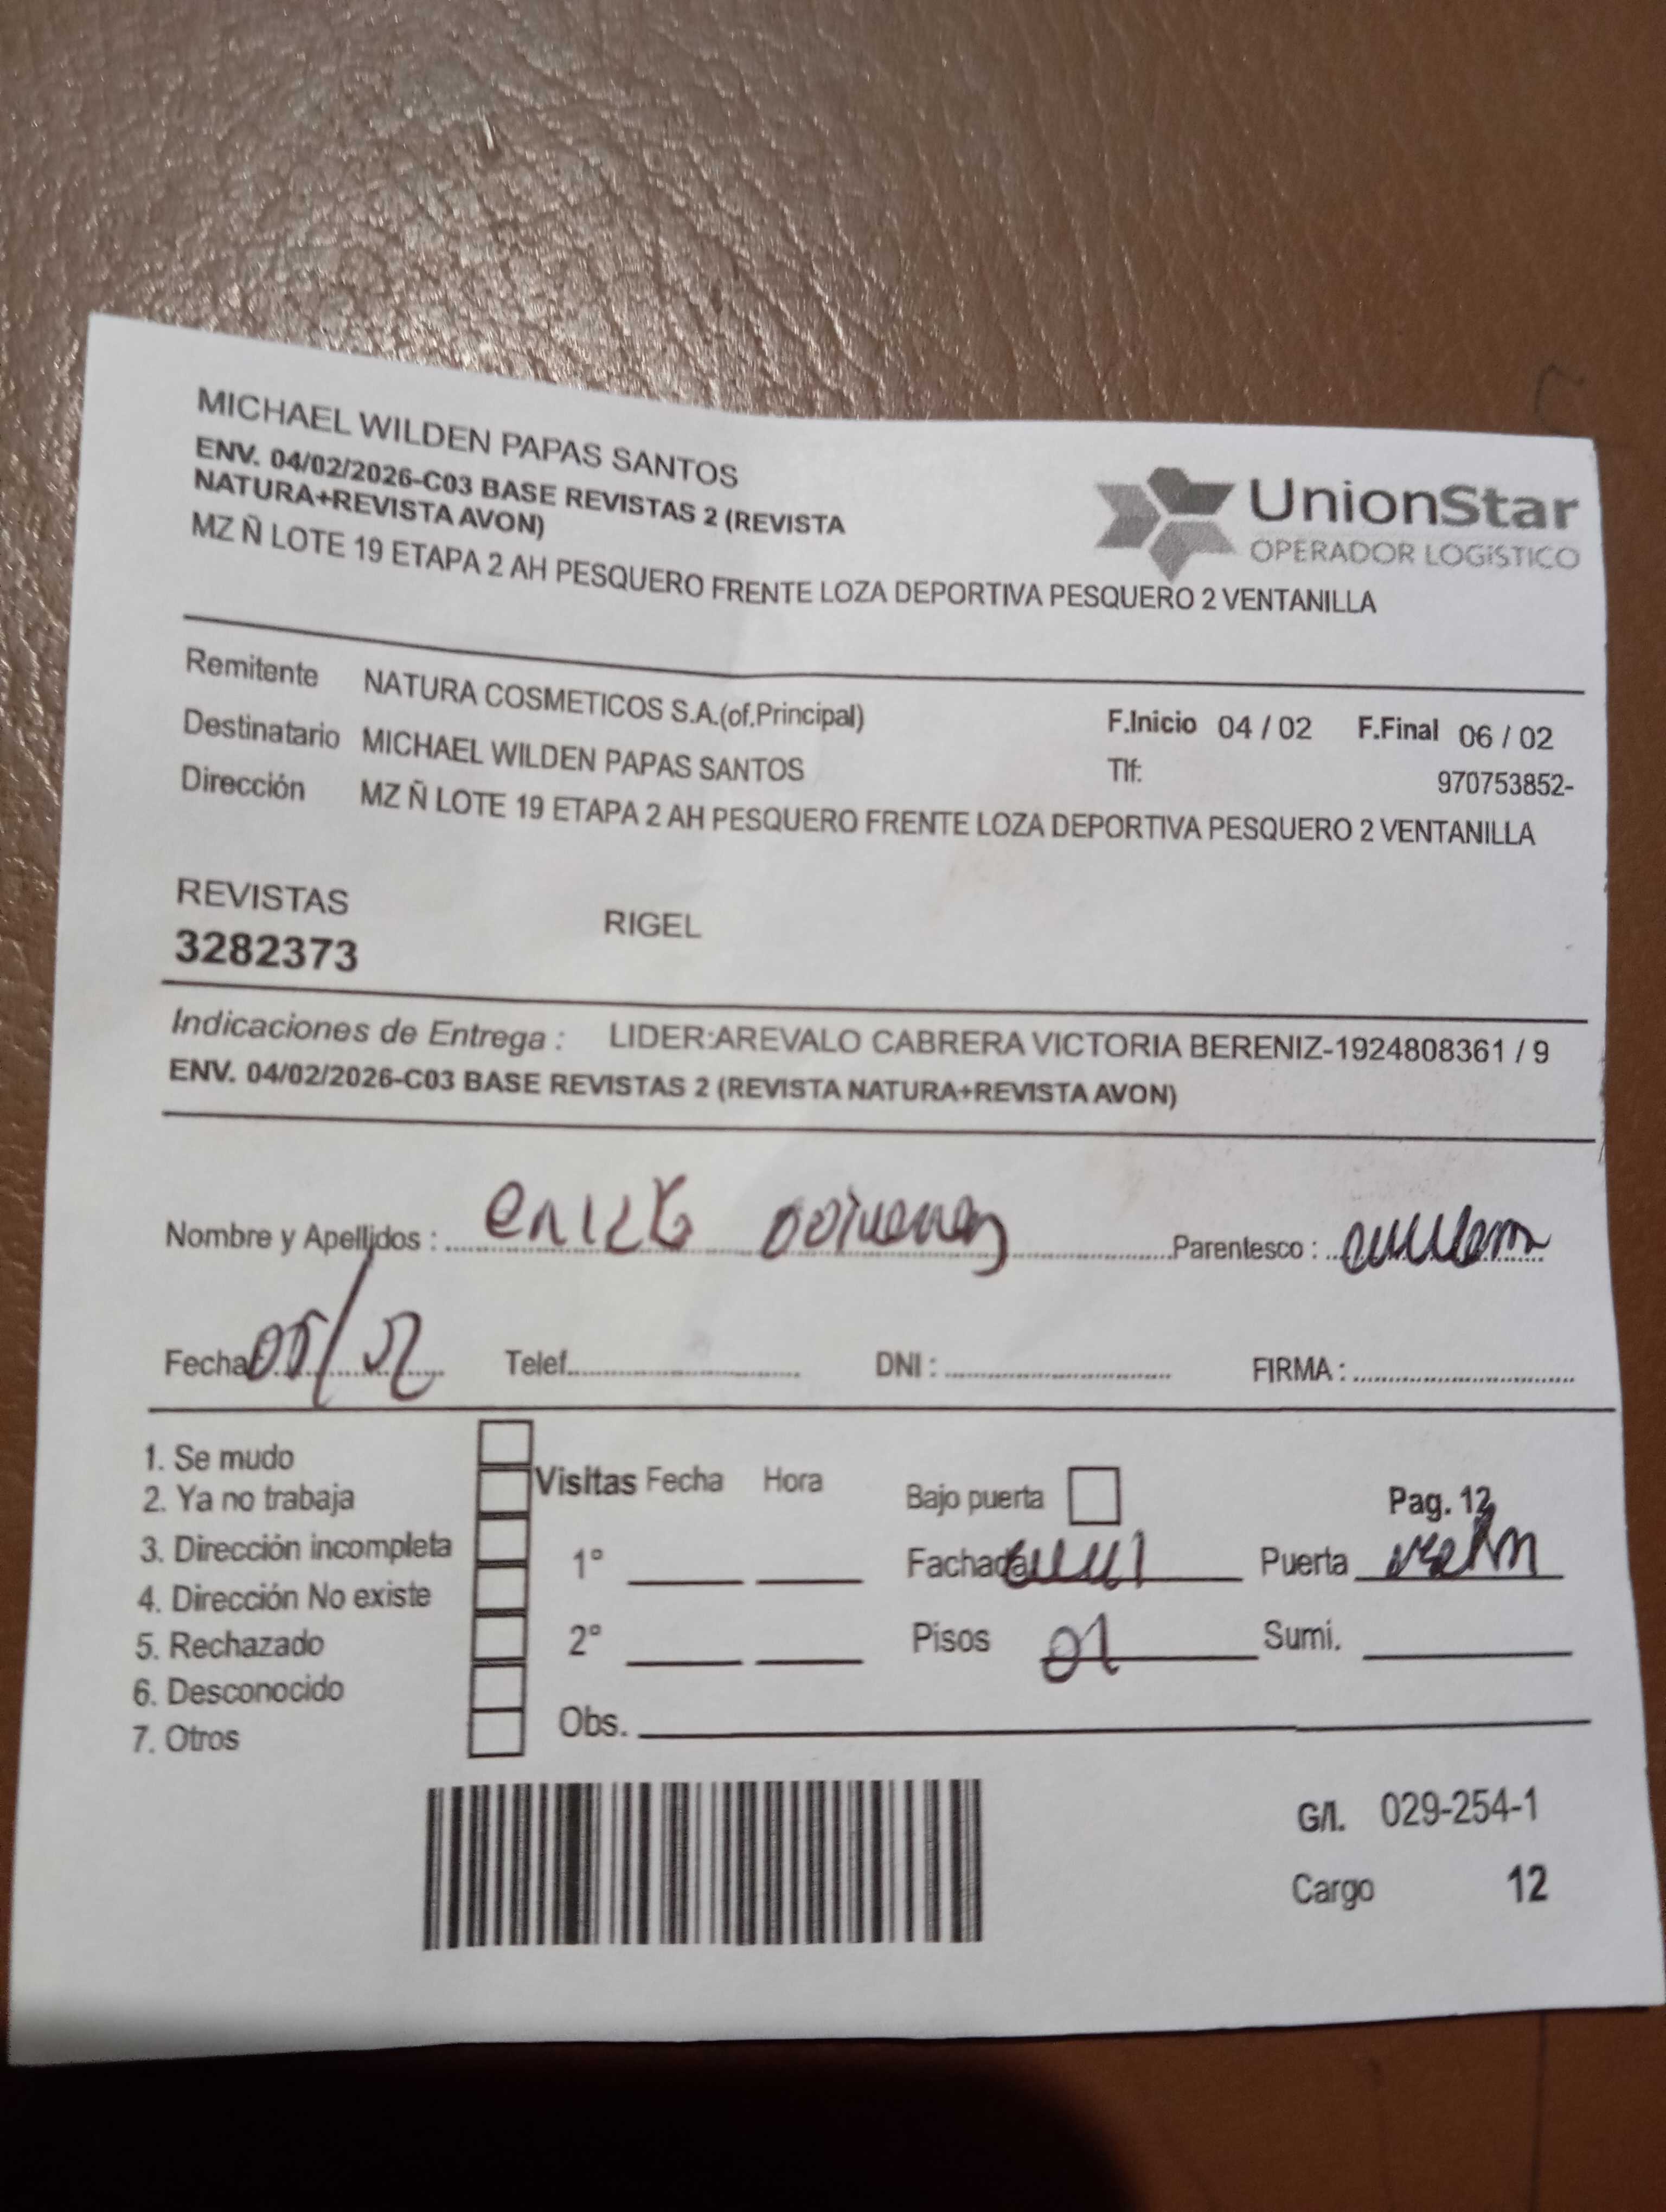 MICHAEL WILDEN PAPAS SANTOS
ENV. 04/02/2026-C03 BASE REVISTAS 2 (REVISTA
NATURA+REVISTA AVON)
MZ Ñ LOTE 19 ETAPA 2 AH PESQUERO FRENTE LOZA DEPORTIVA PESQUERO 2 VENTANILLA
UnionStar
OPERADOR LOGíSTICO
Remitente NATURA COSMETICOS S.A.(of.Principal) F.Inicio 04 / 02 F.Final 06 / 02
Destinatario MICHAEL WILDEN PAPAS SANTOS Tlf: 970753852-
Dirección MZ Ñ LOTE 19 ETAPA 2 AH PESQUERO FRENTE LOZA DEPORTIVA PESQUERO 2 VENTANILLA
REVISTAS RIGEL
3282373
Indicaciones de Entrega : LIDER:AREVALO CABRERA VICTORIA BERENIZ-1924808361 / 9
ENV. 04/02/2026-C03 BASE REVISTAS 2 (REVISTA NATURA+REVISTA AVON)
Nombre y Apellidos : Parentesco :
Fecha Telef. DNI : FIRMA :
1. Se mudo
2. Ya no trabaja
3. Dirección incompleta
4. Dirección No existe
5. Rechazado
6. Desconocido
7. Otros
Visitas Fecha Hora Bajo puerta Pag. 12
1° Fachada Puerta
2° Pisos 01 Sumi.
Obs.
G/I. 029-254-1
Cargo 12